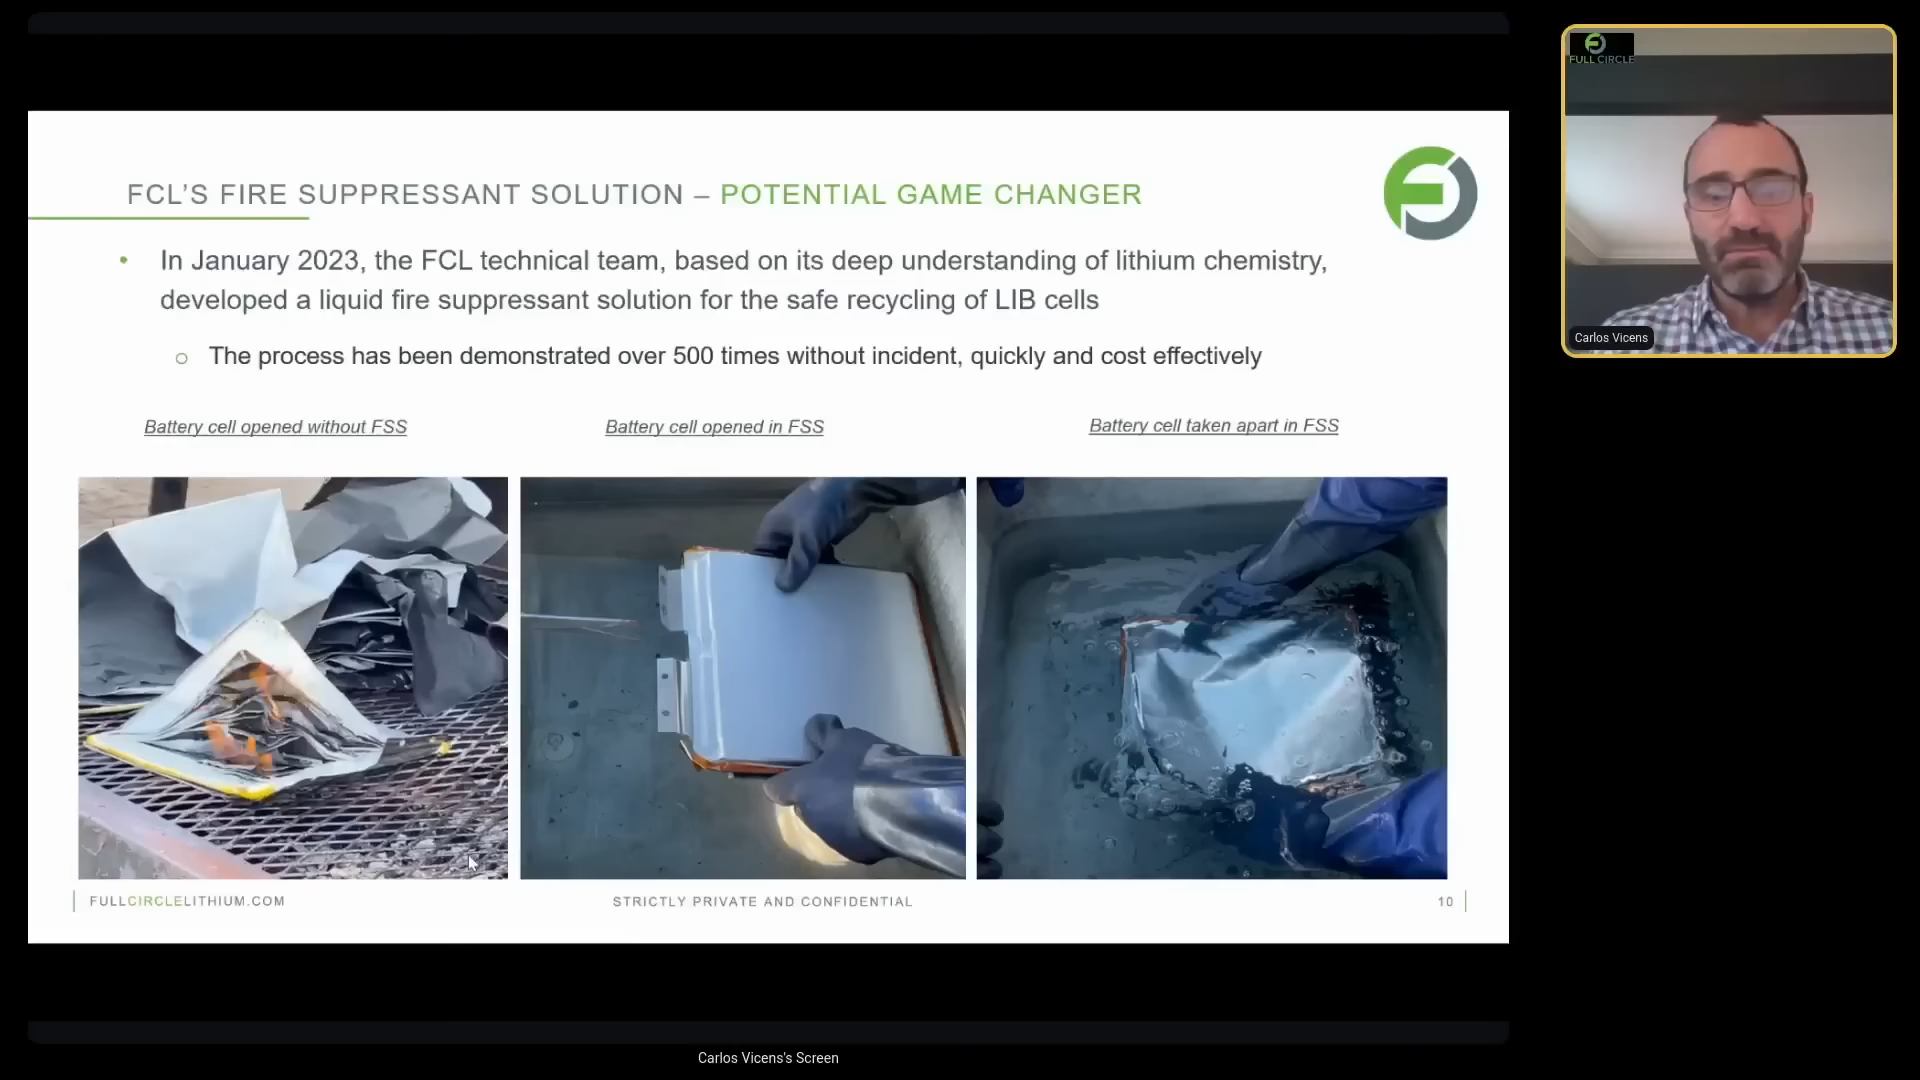 FULL CIRCLE
FCL’S FIRE SUPPRESSANT SOLUTION – POTENTIAL GAME CHANGER
• In January 2023, the FCL technical team, based on its deep understanding of lithium chemistry,
developed a liquid fire suppressant solution for the safe recycling of LIB cells
○ The process has been demonstrated over 500 times without incident, quickly and cost effectively
Battery cell opened without FSS
Battery cell opened in FSS
Battery cell taken apart in FSS
FULLCIRCLELITHIUM.COM
STRICTLY PRIVATE AND CONFIDENTIAL
10
Carlos Vicens
Carlos Vicens's Screen